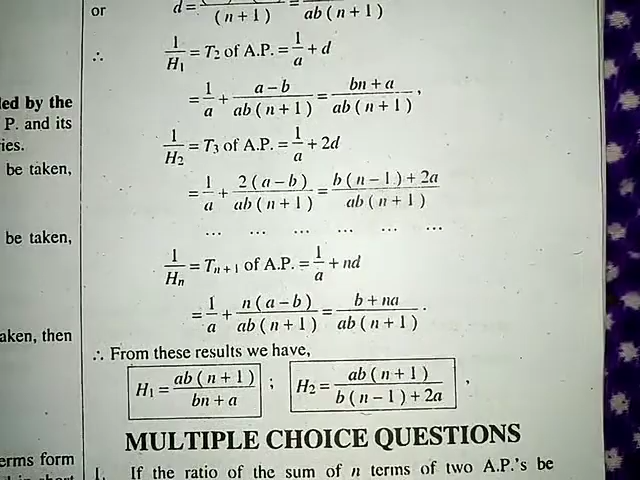 led by the
P. and its
ies.
be taken,
be taken,
aken, then
erms form
or d = / (n + 1) = / ab (n + 1)
∴ 1/H₁ = T₂ of A.P. = 1/a + d
= 1/a + (a − b)/(ab (n + 1)) = (bn + a)/(ab (n + 1)),
1/H₂ = T₃ of A.P. = 1/a + 2d
= 1/a + (2 (a − b))/(ab (n + 1)) = (b (n − 1) + 2a)/(ab (n + 1))
... ... ... ... ... ...
1/Hₙ = Tₙ₊₁ of A.P. = 1/a + nd
= 1/a + (n (a − b))/(ab (n + 1)) = (b + na)/(ab (n + 1)).
∴ From these results we have,
H₁ = (ab (n + 1))/(bn + a) ; H₂ = (ab (n + 1))/(b (n − 1) + 2a) ,
MULTIPLE CHOICE QUESTIONS
1. If the ratio of the sum of n terms of two A.P.'s be